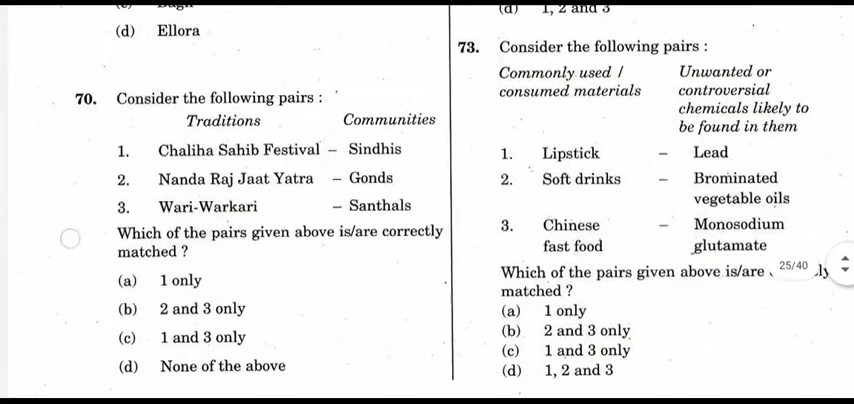 (d) Ellora
70. Consider the following pairs :
Traditions Communities
1. Chaliha Sahib Festival – Sindhis
2. Nanda Raj Jaat Yatra – Gonds
3. Wari-Warkari – Santhals
Which of the pairs given above is/are correctly
matched ?
(a) 1 only
(b) 2 and 3 only
(c) 1 and 3 only
(d) None of the above
(d) 1, 2 and 3
73. Consider the following pairs :
Commonly used / Unwanted or
consumed materials controversial
chemicals likely to
be found in them
1. Lipstick – Lead
2. Soft drinks – Brominated
vegetable oils
3. Chinese – Monosodium
fast food glutamate
Which of the pairs given above is/are ly
25/40
matched ?
(a) 1 only
(b) 2 and 3 only
(c) 1 and 3 only
(d) 1, 2 and 3